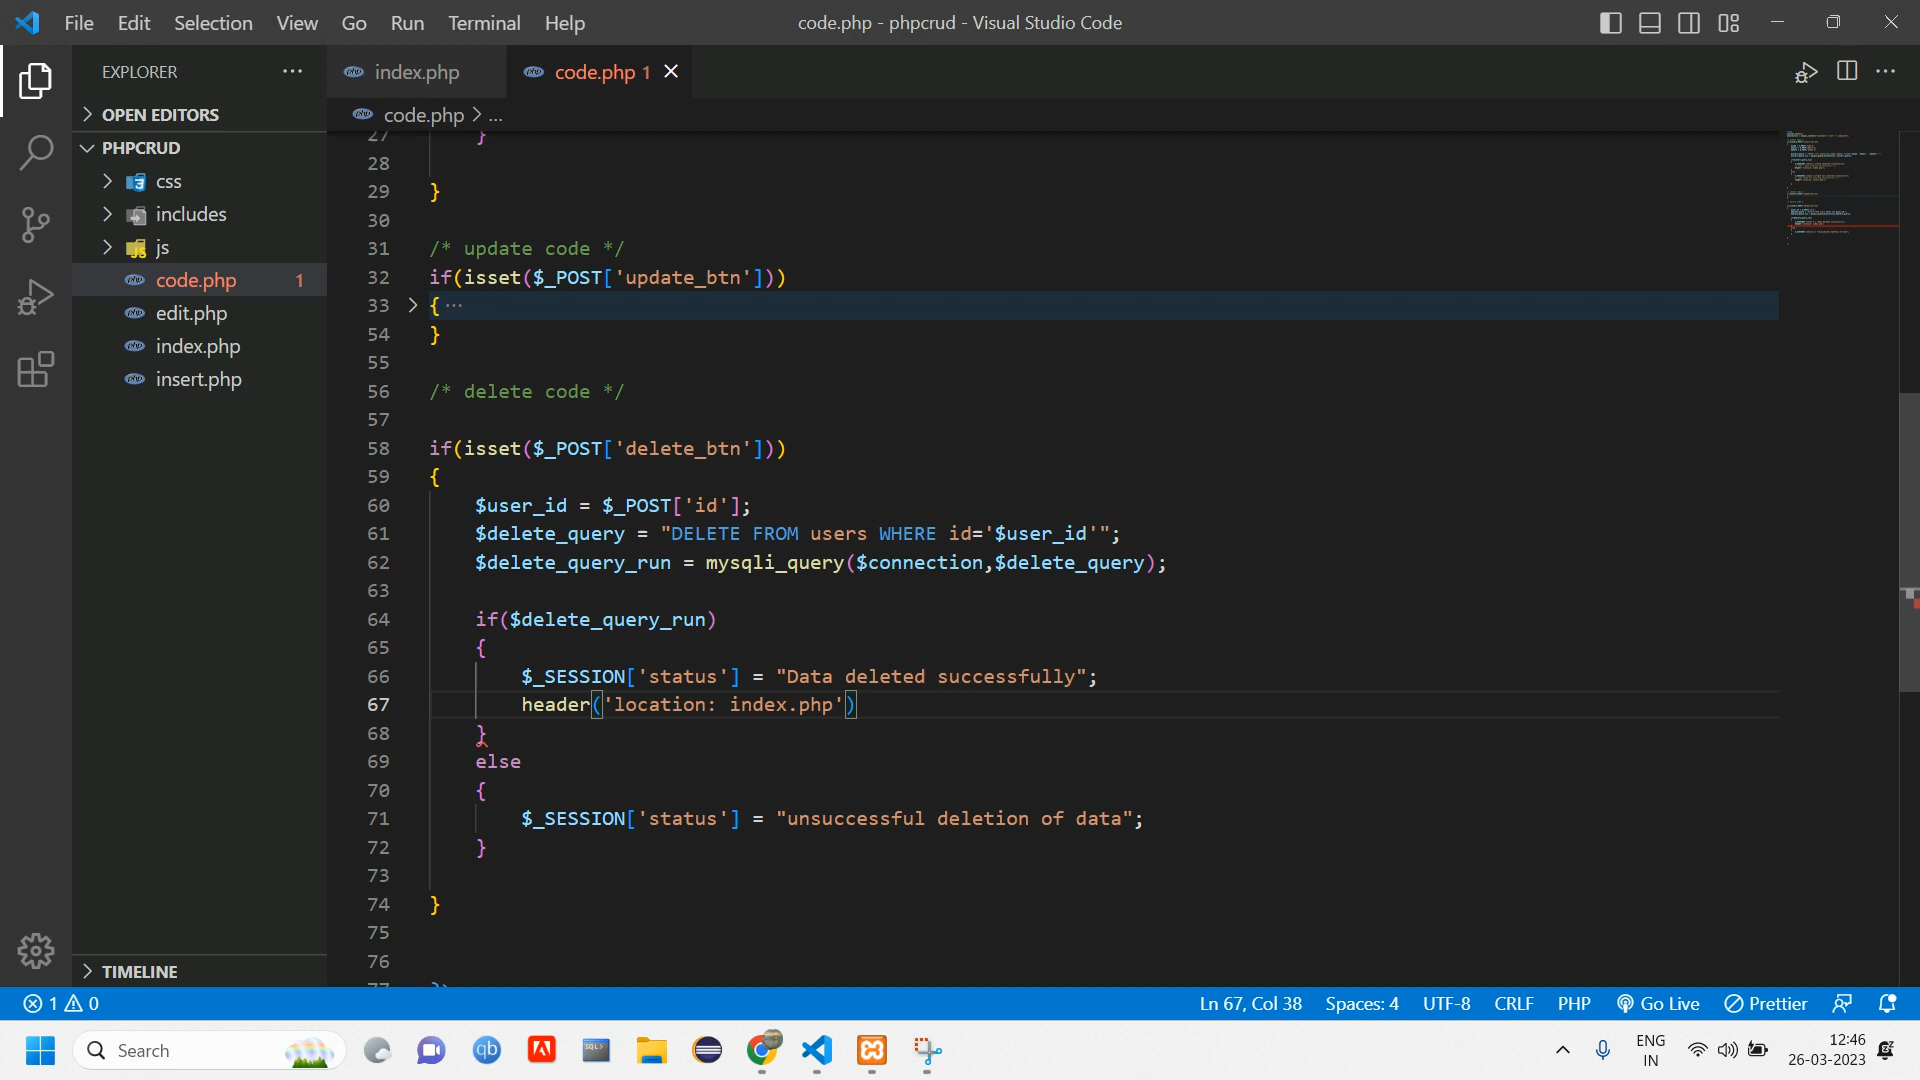 File Edit Selection View Go Run Terminal Help
code.php - phpcrud - Visual Studio Code
EXPLORER
OPEN EDITORS
PHPCRUD
css
includes
js
code.php 1
edit.php
index.php
insert.php
TIMELINE
index.php
code.php 1
code.php > ...
27 }
28
29 }
30
31 /* update code */
32 if(isset($_POST['update_btn']))
33 { ...
54 }
55
56 /* delete code */
57
58 if(isset($_POST['delete_btn']))
59 {
60 $user_id = $_POST['id'];
61 $delete_query = "DELETE FROM users WHERE id='$user_id'";
62 $delete_query_run = mysqli_query($connection,$delete_query);
63
64 if($delete_query_run)
65 {
66 $_SESSION['status'] = "Data deleted successfully";
67 header('location: index.php')
68 }
69 else
70 {
71 $_SESSION['status'] = "unsuccessful deletion of data";
72 }
73
74 }
75
76
1 0
Ln 67, Col 38 Spaces: 4 UTF-8 CRLF PHP Go Live Prettier
Search
ENG
IN
12:46
26-03-2023